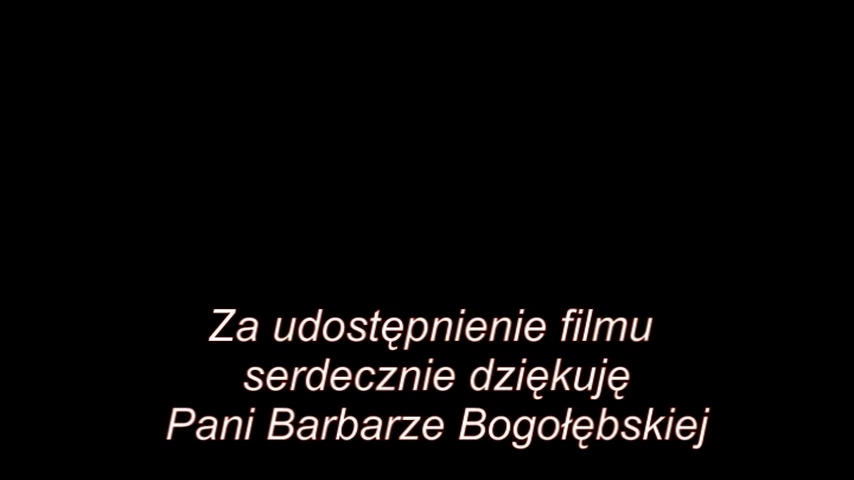 Za udostępnienie filmu
serdecznie dziękuję
Pani Barbarze Bogołębskiej